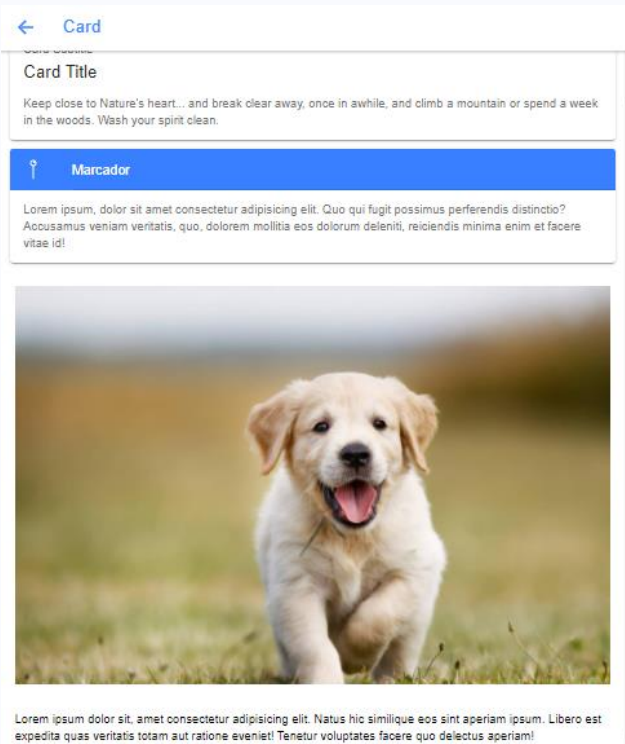 Card
Card Subtitle
Card Title
Keep close to Nature's heart... and break clear away, once in awhile, and climb a mountain or spend a week
in the woods. Wash your spirit clean.
Marcador
Lorem ipsum, dolor sit amet consectetur adipisicing elit. Quo qui fugit possimus perferendis distinctio?
Accusamus veniam veritatis, quo, dolorem mollitia eos dolorum deleniti, reiciendis minima enim et facere
vitae id!
Lorem ipsum dolor sit, amet consectetur adipisicing elit. Natus hic similique eos sint aperiam ipsum. Libero est
expedita quas veritatis totam aut ratione eveniet! Tenetur voluptates facere quo delectus aperiam!